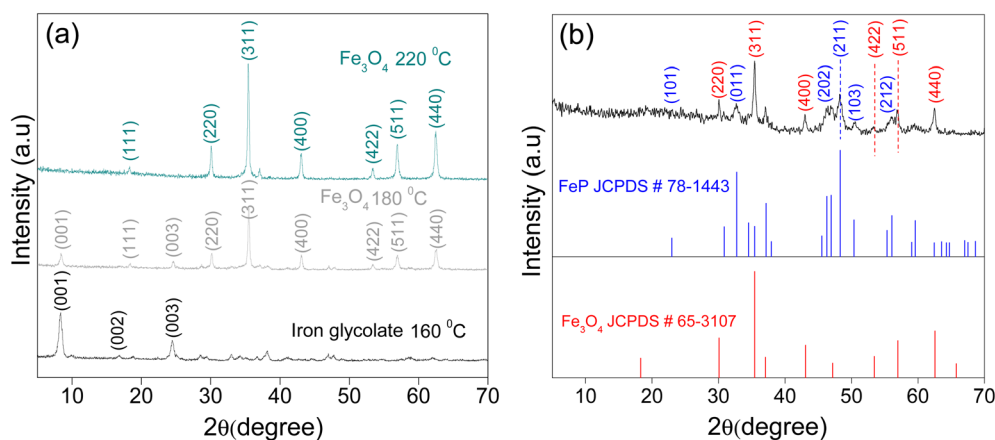 (a)
Fe3O4 220 ⁰C
(111)
(220)
(311)
(400)
(422)
(511)
(440)
Fe3O4 180 ⁰C
(001)
(111)
(003)
(220)
(311)
(400)
(422)
(511)
(440)
Iron glycolate 160 ⁰C
(001)
(002)
(003)
Intensity (a.u)
10 20 30 40 50 60 70
2θ(degree)
(b)
(101)
(220)
(011)
(311)
(400)
(202)
(211)
(103)
(422)
(212)
(511)
(440)
FeP JCPDS # 78-1443
Fe3O4 JCPDS # 65-3107
Intensity (a.u)
10 20 30 40 50 60 70
2θ(degree)